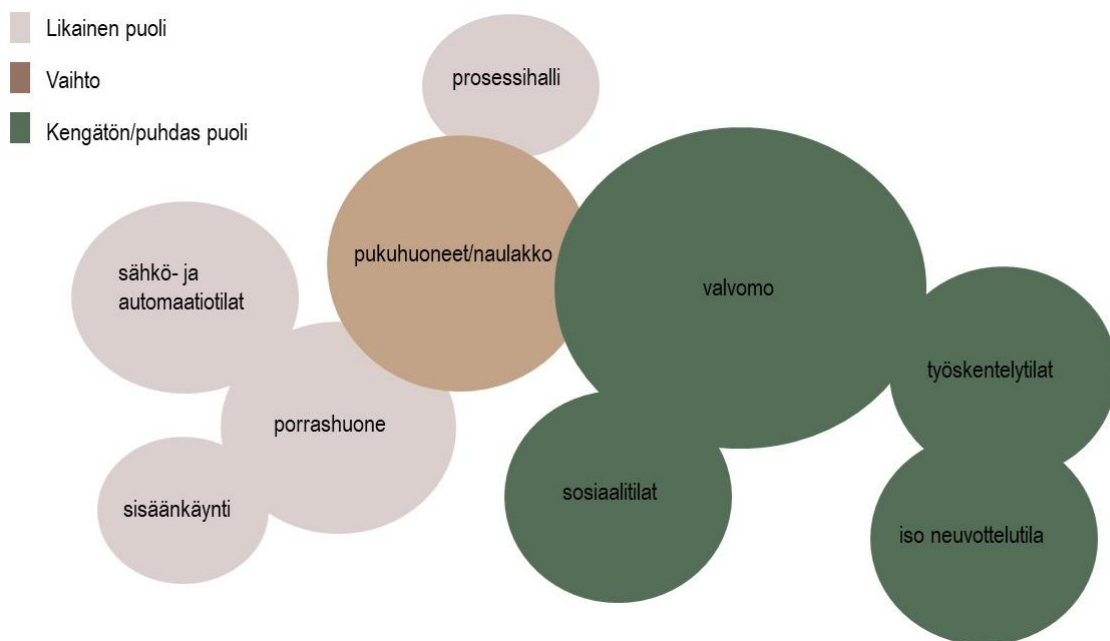 Likainen puoli
Vaihto
Kengätön/puhdas puoli
prosessihalli
pukuhuoneet/naulakko
sähkö- ja
automaatiotilat
valvomo
työskentelytilat
porrashuone
sisäänkäynti
sosiaalitilat
iso neuvottelutila